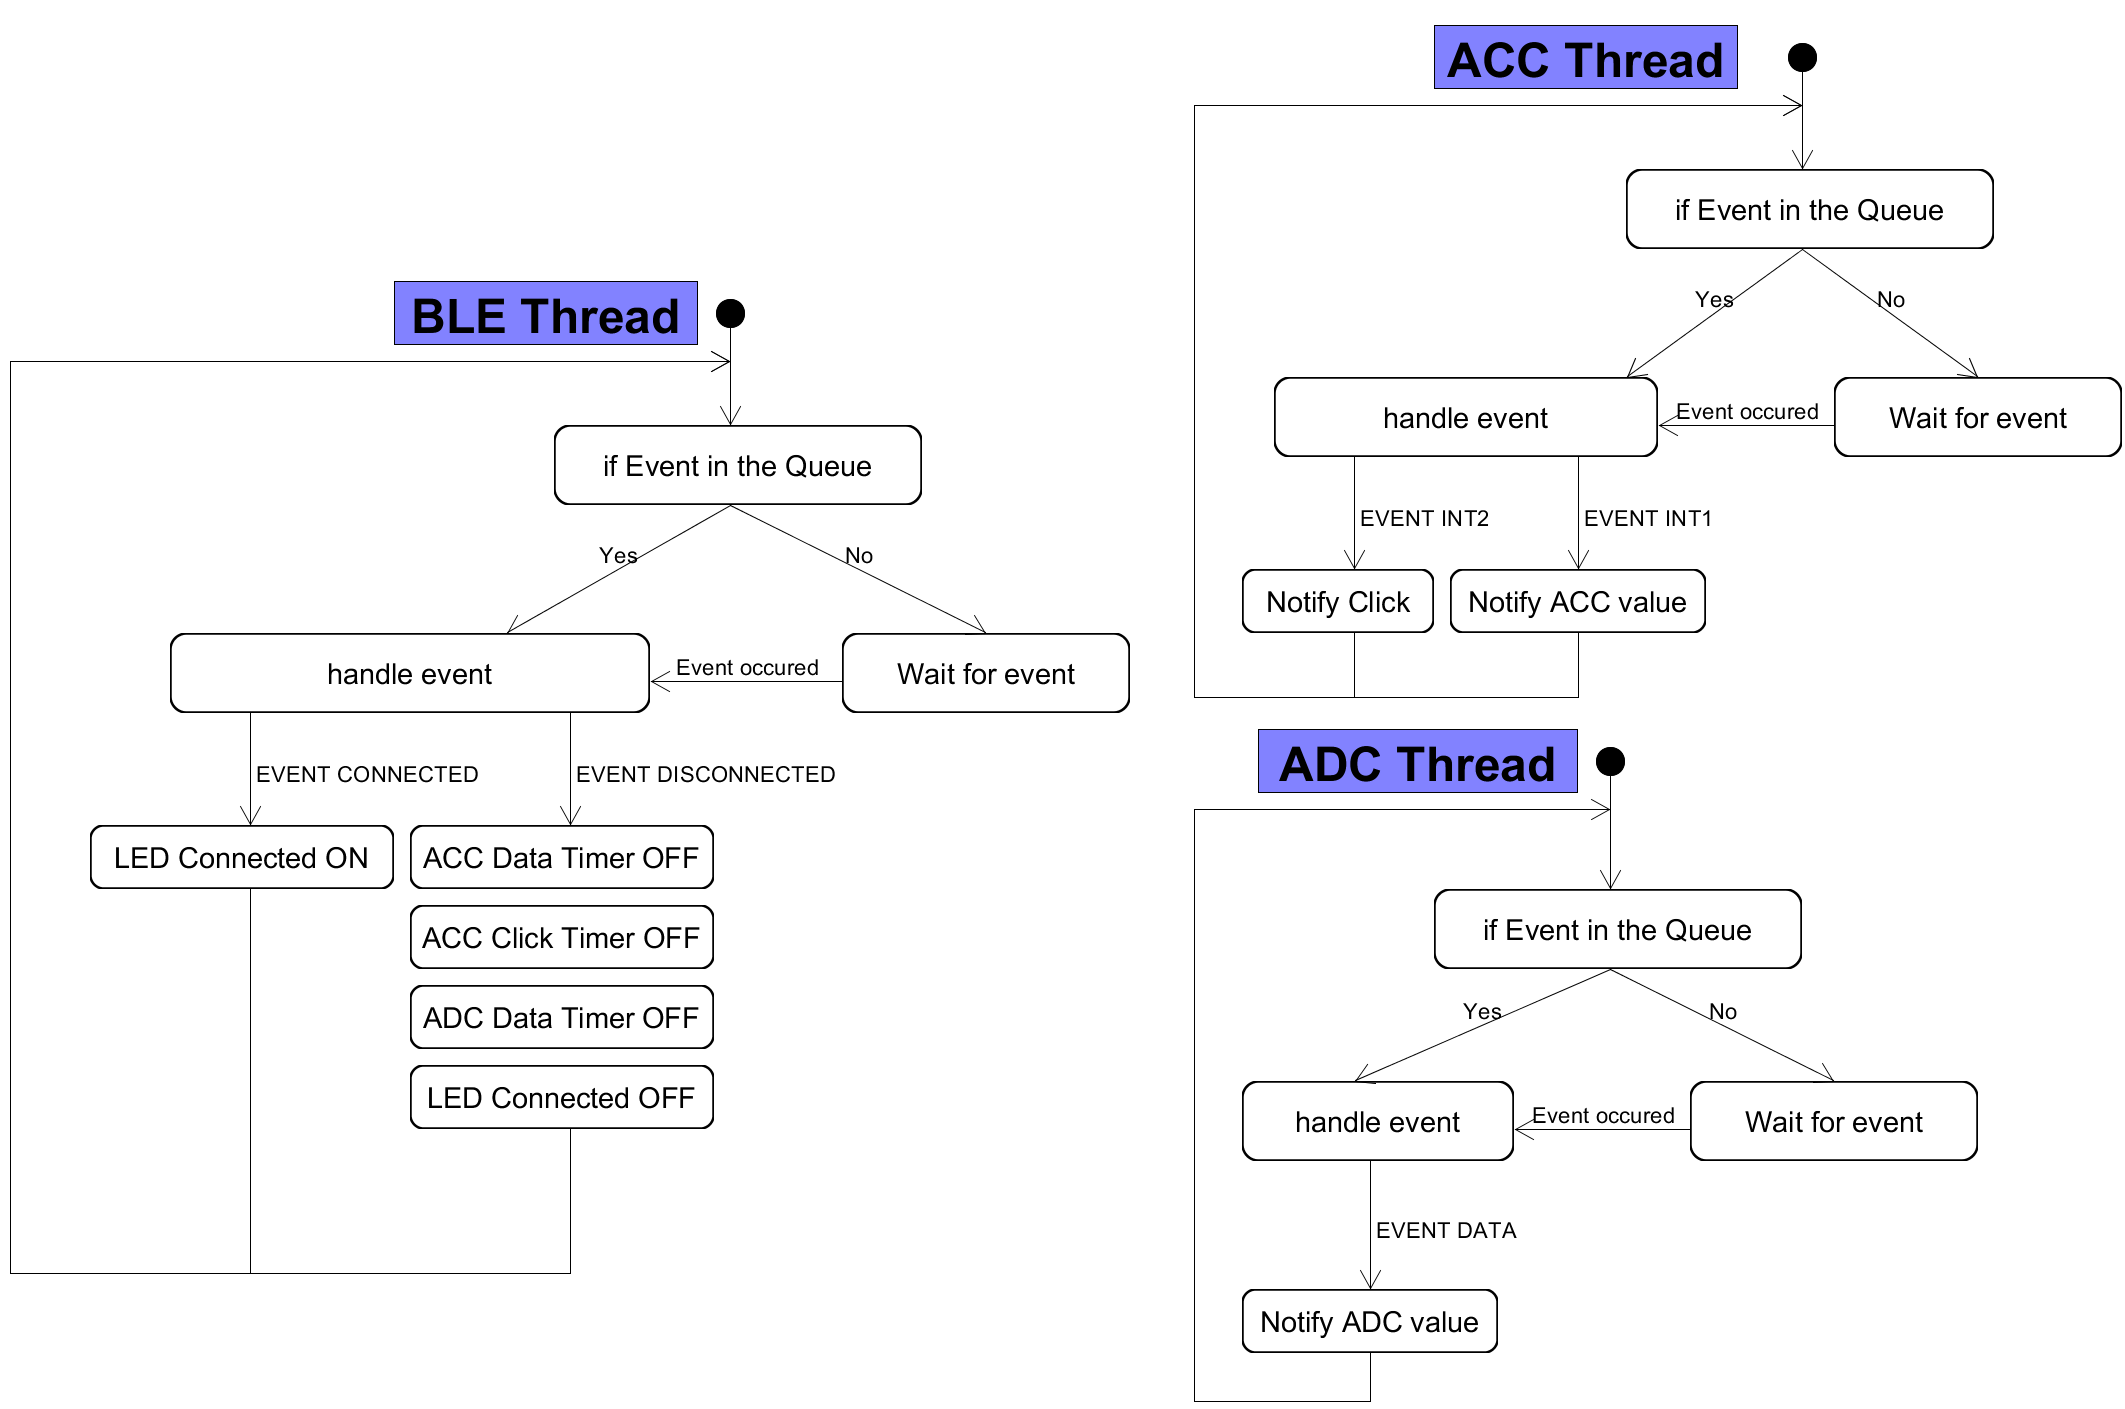 BLE Thread
if Event in the Queue
Yes
No
handle event
Event occured
Wait for event
EVENT CONNECTED
EVENT DISCONNECTED
LED Connected ON
ACC Data Timer OFF
ACC Click Timer OFF
ADC Data Timer OFF
LED Connected OFF
ACC Thread
if Event in the Queue
Yes
No
handle event
Event occured
Wait for event
EVENT INT2
EVENT INT1
Notify Click
Notify ACC value
ADC Thread
if Event in the Queue
Yes
No
handle event
Event occured
Wait for event
EVENT DATA
Notify ADC value